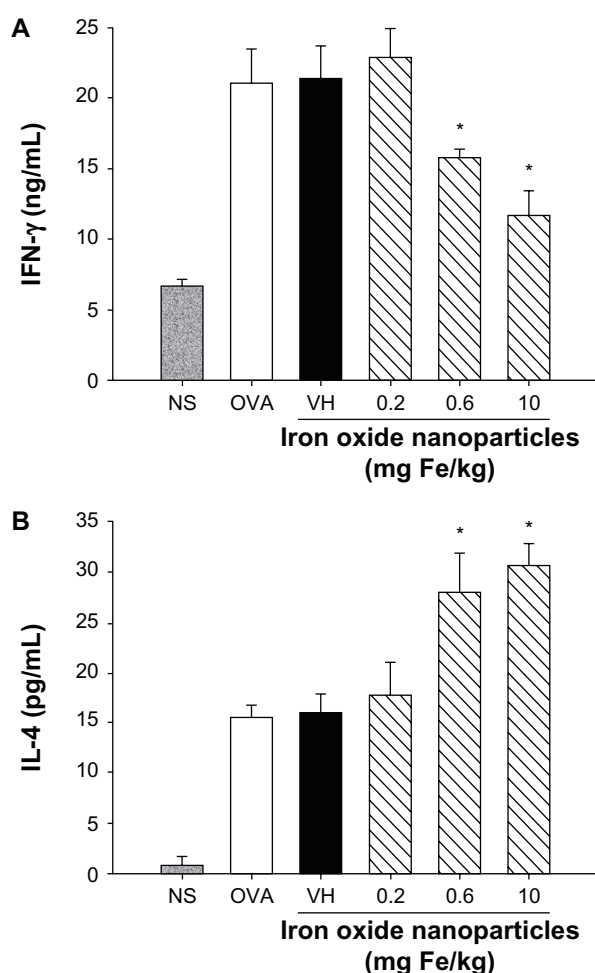 A
25
20
15
10
5
0
IFN-γ (ng/mL)
* *
NS OVA VH 0.2 0.6 10
Iron oxide nanoparticles
(mg Fe/kg)
B
35
30
25
20
15
10
5
0
IL-4 (pg/mL)
* *
NS OVA VH 0.2 0.6 10
Iron oxide nanoparticles
(mg Fe/kg)